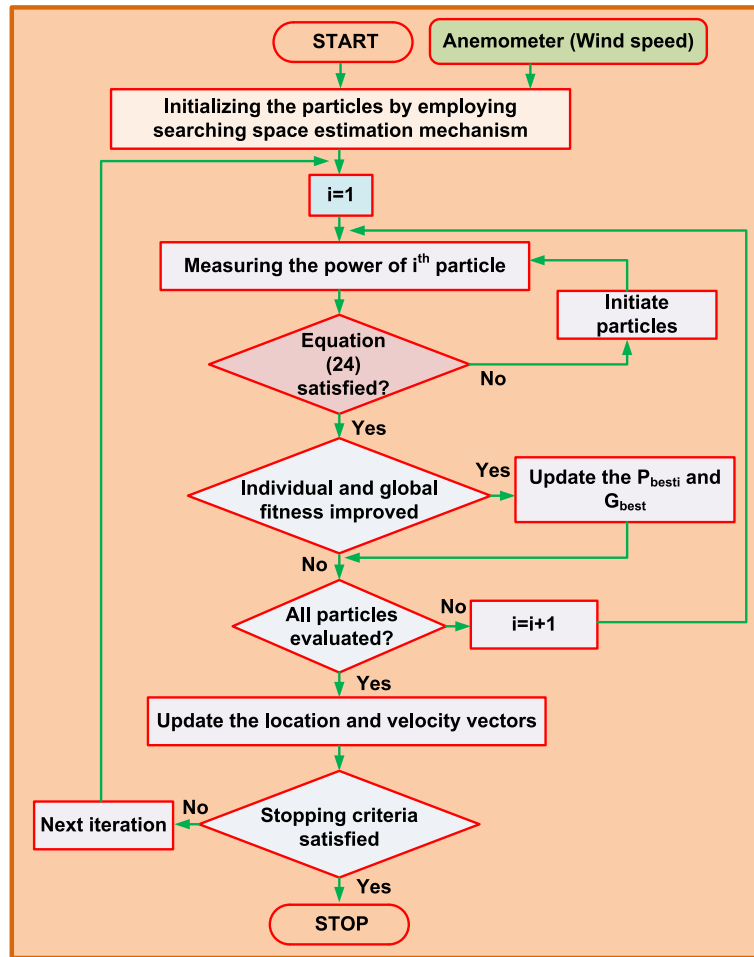 START
Anemometer (Wind speed)
Initializing the particles by employing
searching space estimation mechanism
i=1
Measuring the power of ith particle
Initiate
particles
Equation
(24)
satisfied?
No
Yes
Individual and global
fitness improved
Yes
Update the Pbesti and
Gbest
No
All particles
evaluated?
No
i=i+1
Yes
Update the location and velocity vectors
Stopping criteria
satisfied
No
Next iteration
Yes
STOP